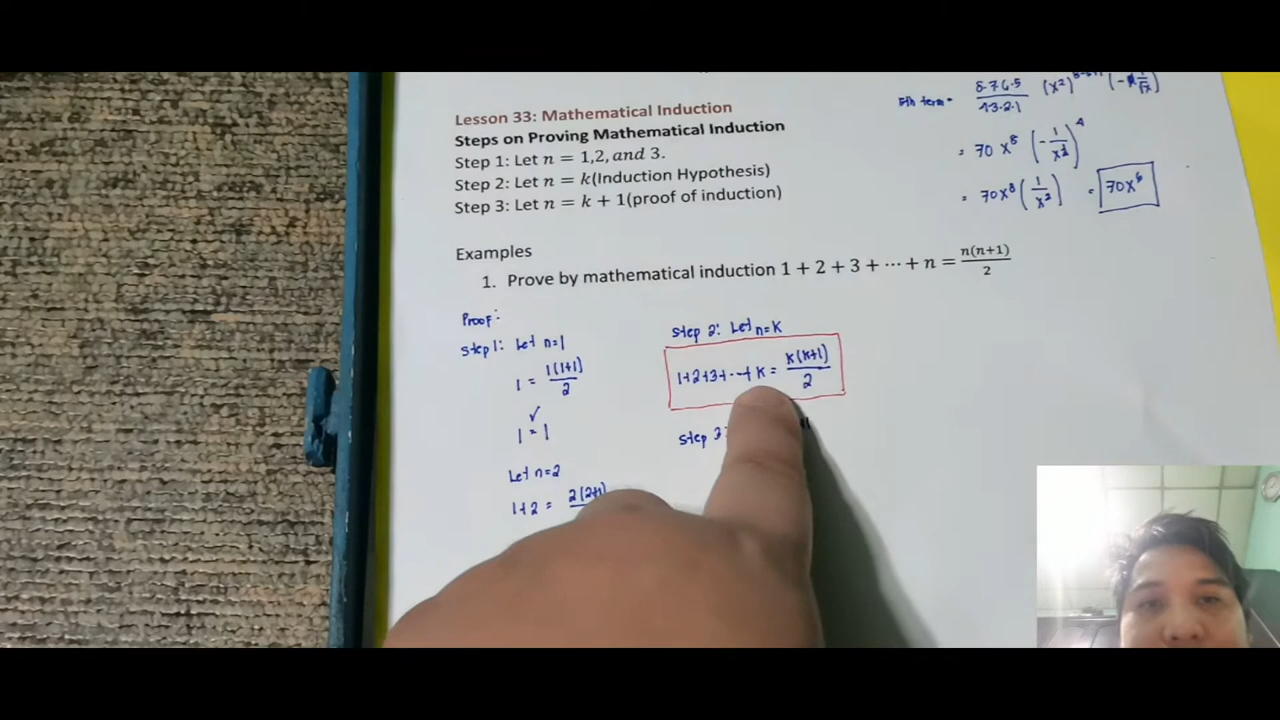 Lesson 33: Mathematical Induction
Steps on Proving Mathematical Induction
Step 1: Let n = 1,2, and 3.
Step 2: Let n = k(Induction Hypothesis)
Step 3: Let n = k + 1(proof of induction)
Examples
1. Prove by mathematical induction 1 + 2 + 3 + ⋯ + n = n(n+1)/2
Proof:
Step 1: Let n=1
1 = 1(1+1)/2
✓
1 = 1
Let n=2
1+2 = 2(2+1)
Step 2: Let n=k
1+2+3+...+k = k(k+1)/2
Step 3:
5th term =
= 70x⁸
= 70x⁸ (1/x²) = 70x⁶